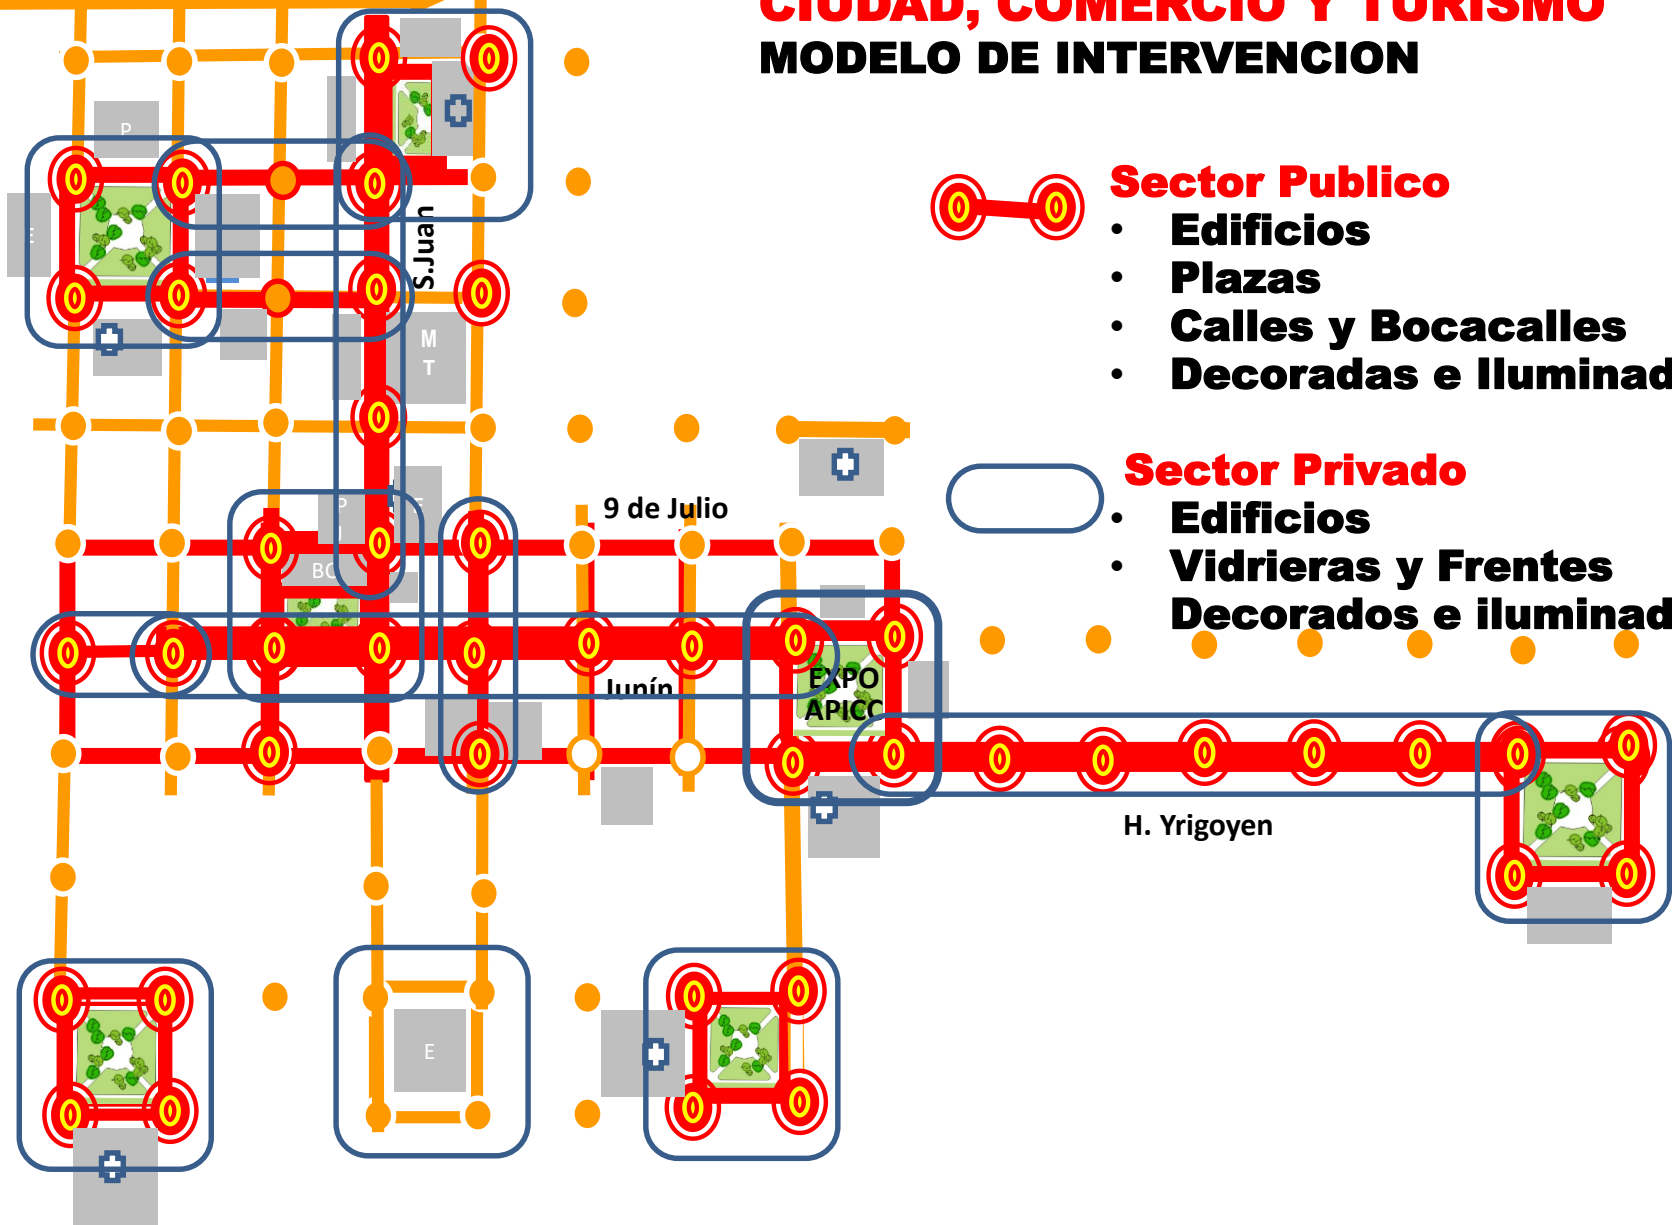 CIUDAD, COMERCIO Y TURISMO
MODELO DE INTERVENCION
P
E
S.Juan
M
T
Sector Publico
• Edificios
• Plazas
• Calles y Bocacalles
• Decoradas e Iluminad
Sector Privado
• Edificios
• Vidrieras y Frentes
Decorados e iluminad
P
E
9 de Julio
BC
Junín
EXPO
APICC
H. Yrigoyen
E